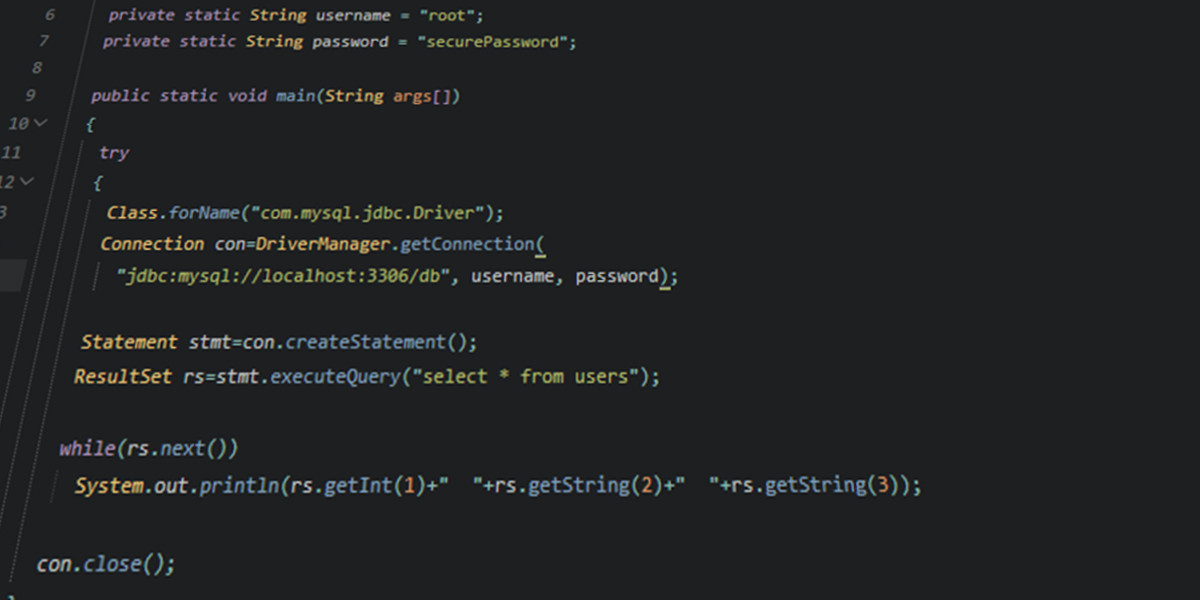 6 private static String username = "root";
7 private static String password = "securePassword";
8
9 public static void main(String args[])
10 {
11 try
12 {
3 Class.forName("com.mysql.jdbc.Driver");
Connection con=DriverManager.getConnection(
"jdbc:mysql://localhost:3306/db", username, password);
Statement stmt=con.createStatement();
ResultSet rs=stmt.executeQuery("select * from users");
while(rs.next())
System.out.println(rs.getInt(1)+"  "+rs.getString(2)+"  "+rs.getString(3));
con.close();